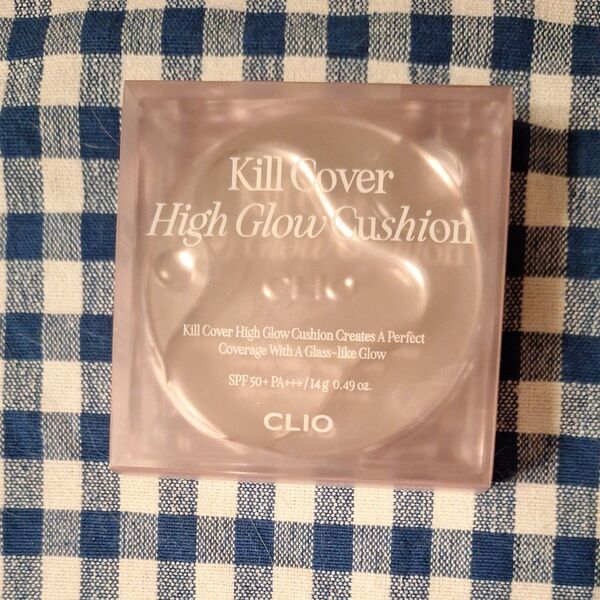 Kill Cover
High Glow Cushion
Kill Cover High Glow Cushion Creates A Perfect
Coverage With A Glass-like Glow
SPF 50+ PA+++ / 14 g 0.49 oz.
CLIO